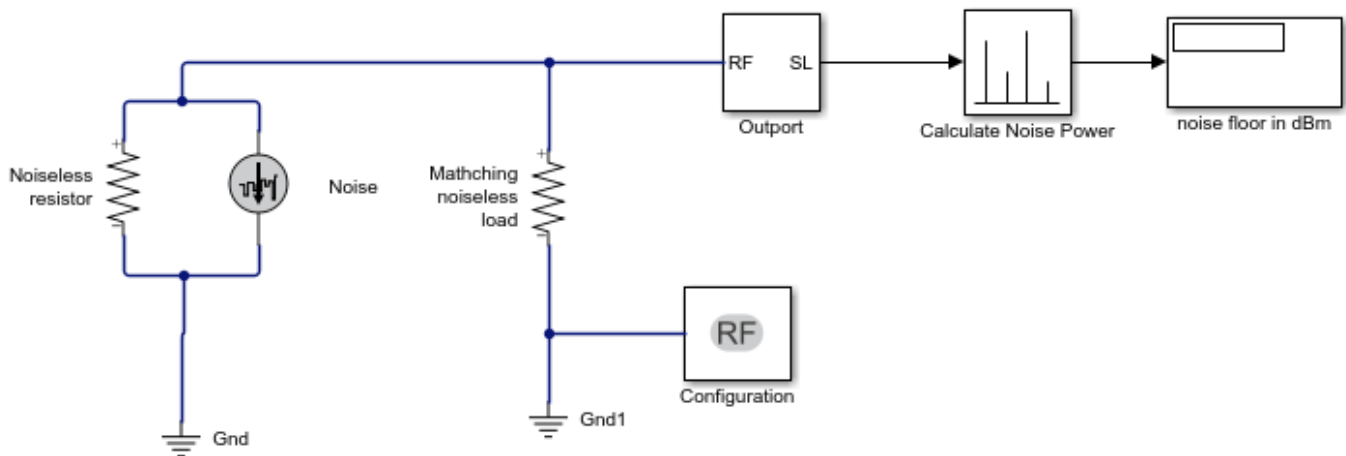 RF
SL
Outport
Calculate Noise Power
noise floor in dBm
Noiseless
resistor
+
Noise
Mathching
noiseless
load
+
RF
Configuration
Gnd
Gnd1